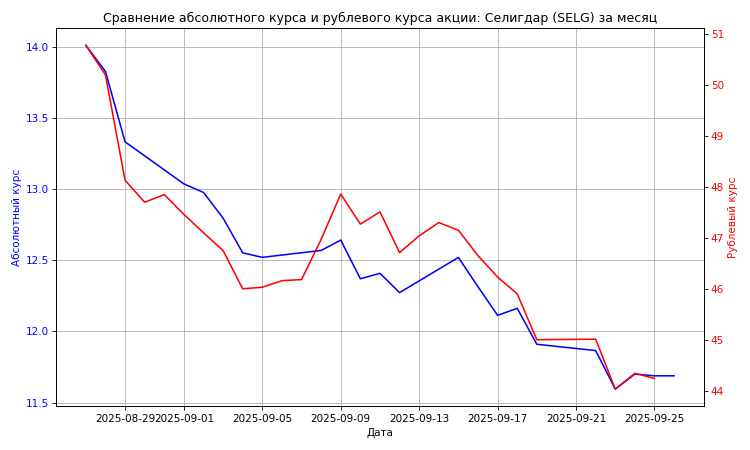 Сравнение абсолютного курса и рублевого курса акции: Селигдар (SELG) за месяц
Абсолютный курс
14.0
13.5
13.0
12.5
12.0
11.5
51
50
49
48
47
46
45
44
Рублевый курс
2025-08-29 2025-09-01 2025-09-05 2025-09-09 2025-09-13 2025-09-17 2025-09-21 2025-09-25
Дата